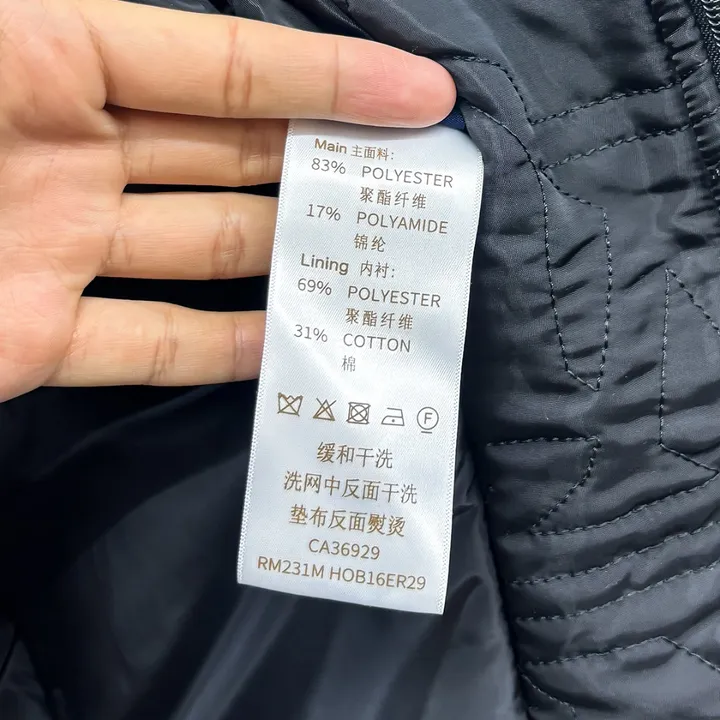 Main 主面料:
83% POLYESTER
聚酯纤维
17% POLYAMIDE
锦纶
Lining 内衬:
69% POLYESTER
聚酯纤维
31% COTTON
棉
F
缓和干洗
洗网中反面干洗
垫布反面熨烫
CA36929
RM231M HOB16ER29